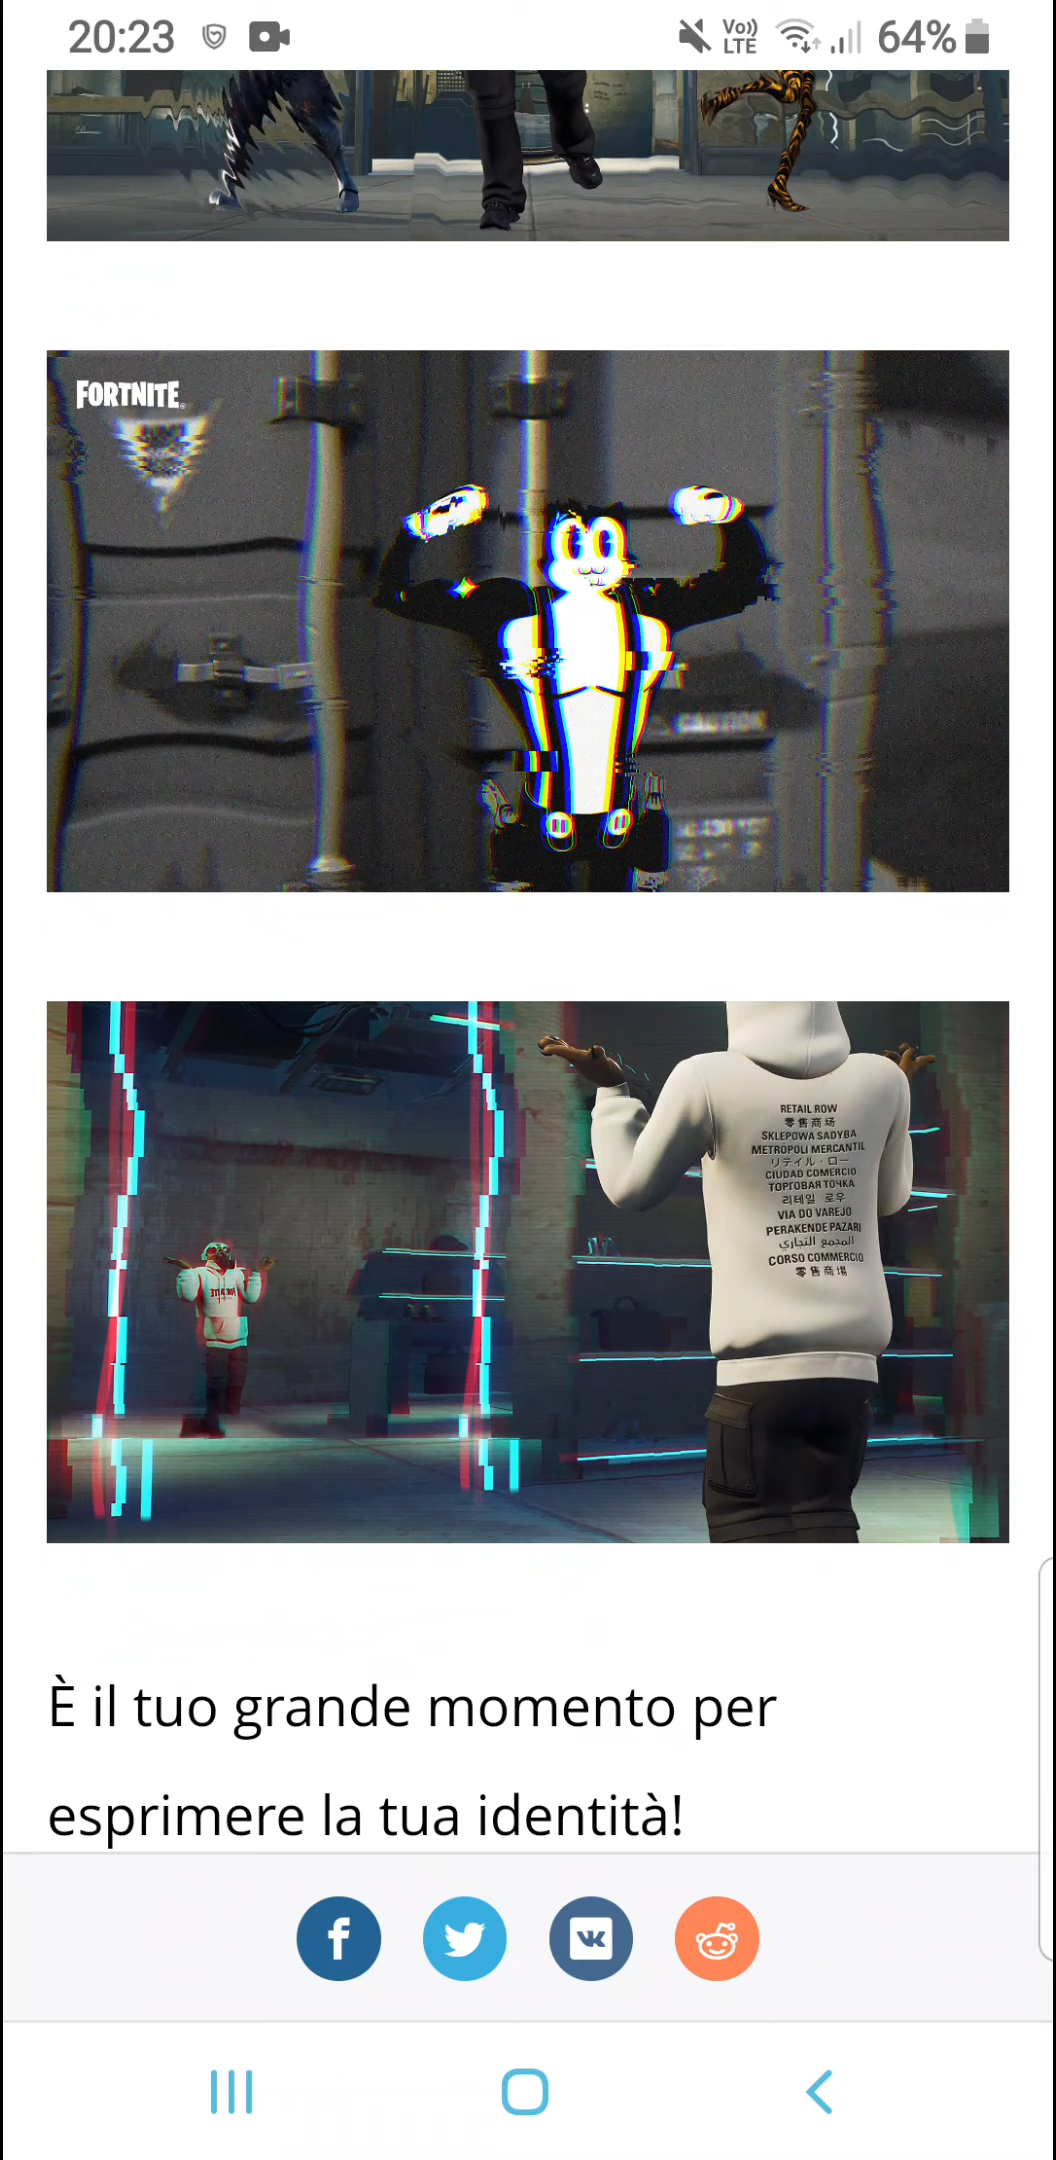 20:23
Vo)) LTE
64%
FORTNITE
CAUTION
RETAIL ROW
零售商场
SKLEPOWA SADYBA
METROPOLI MERCANTIL
リテイル・ロー
CIUDAD COMERCIO
ТОРГОВАЯ ТОЧКА
리테일 로우
VIA DO VAREJO
PERAKENDE PAZARI
المجمع التجاري
CORSO COMMERCIO
零售商場
È il tuo grande momento per
esprimere la tua identità!